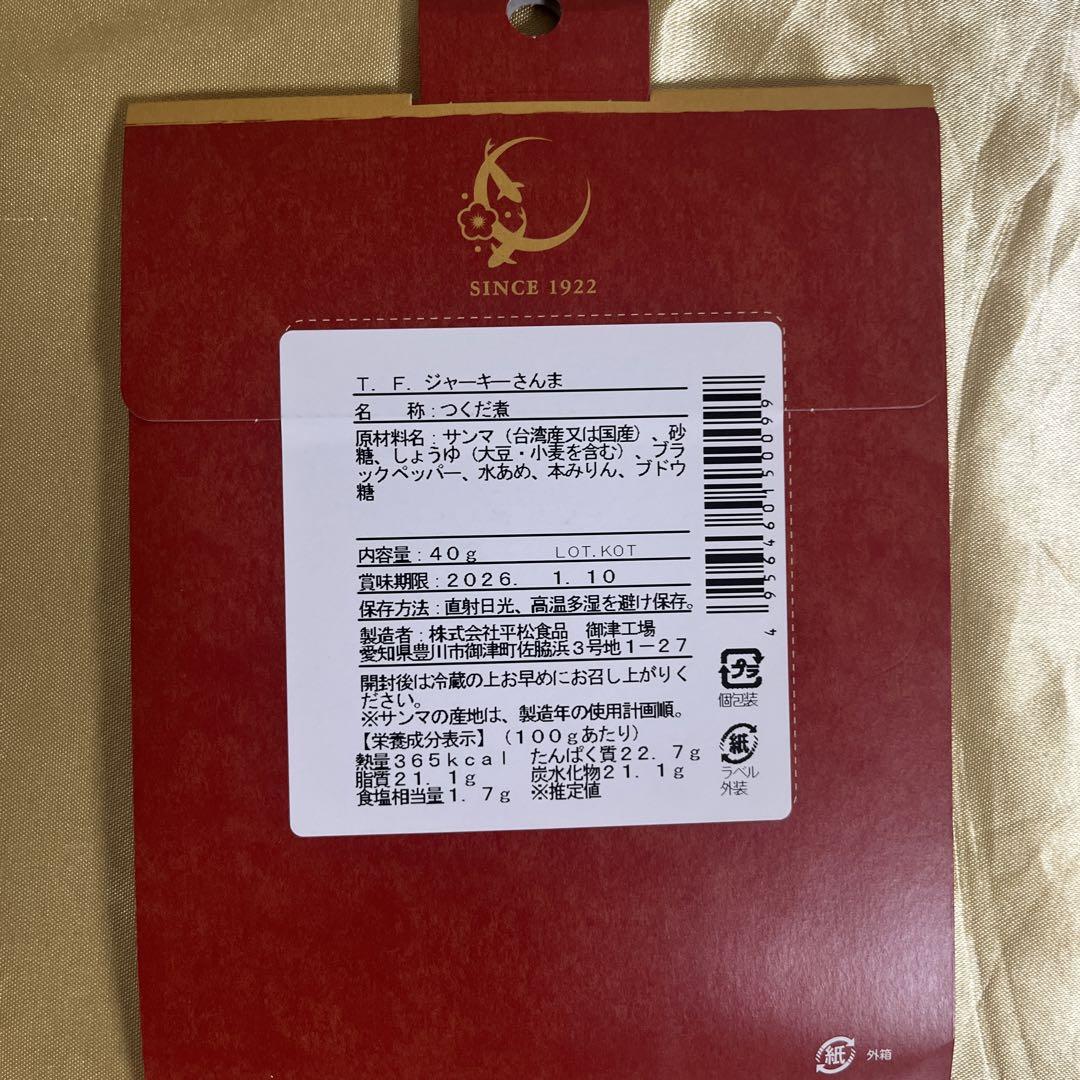 SINCE 1922
T. F. ジャーキーさんま
名　称:つくだ煮
原材料名:サンマ(台湾産又は国産)、砂
糖、しょうゆ(大豆・小麦を含む)、ブラ
ックペッパー、水あめ、本みりん、ブドウ
糖
内容量:40g LOT.KOT
賞味期限:2026. 1. 10
保存方法:直射日光、高温多湿を避け保存。
製造者:株式会社平松食品 御津工場
愛知県豊川市御津町佐脇浜3号地1-27
開封後は冷蔵の上お早めにお召し上がりく
ださい。
※サンマの産地は、製造年の使用計画順。
【栄養成分表示】(100gあたり)
熱量365kcal たんぱく質22.7g
脂質21.1g 炭水化物21.1g
食塩相当量1.7g ※推定値
4 956460 150069
プラ
個包装
紙
ラベル
外装
紙 外箱